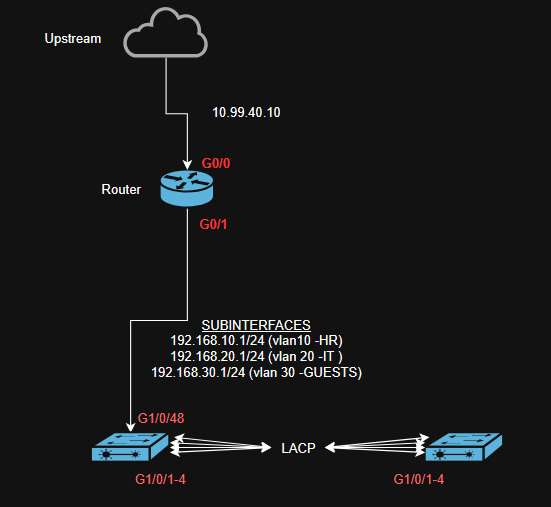 Upstream
10.99.40.10
G0/0
Router
G0/1
SUBINTERFACES
192.168.10.1/24 (vlan10 -HR)
192.168.20.1/24 (vlan 20 -IT )
192.168.30.1/24 (vlan 30 -GUESTS)
G1/0/48
LACP
G1/0/1-4
G1/0/1-4